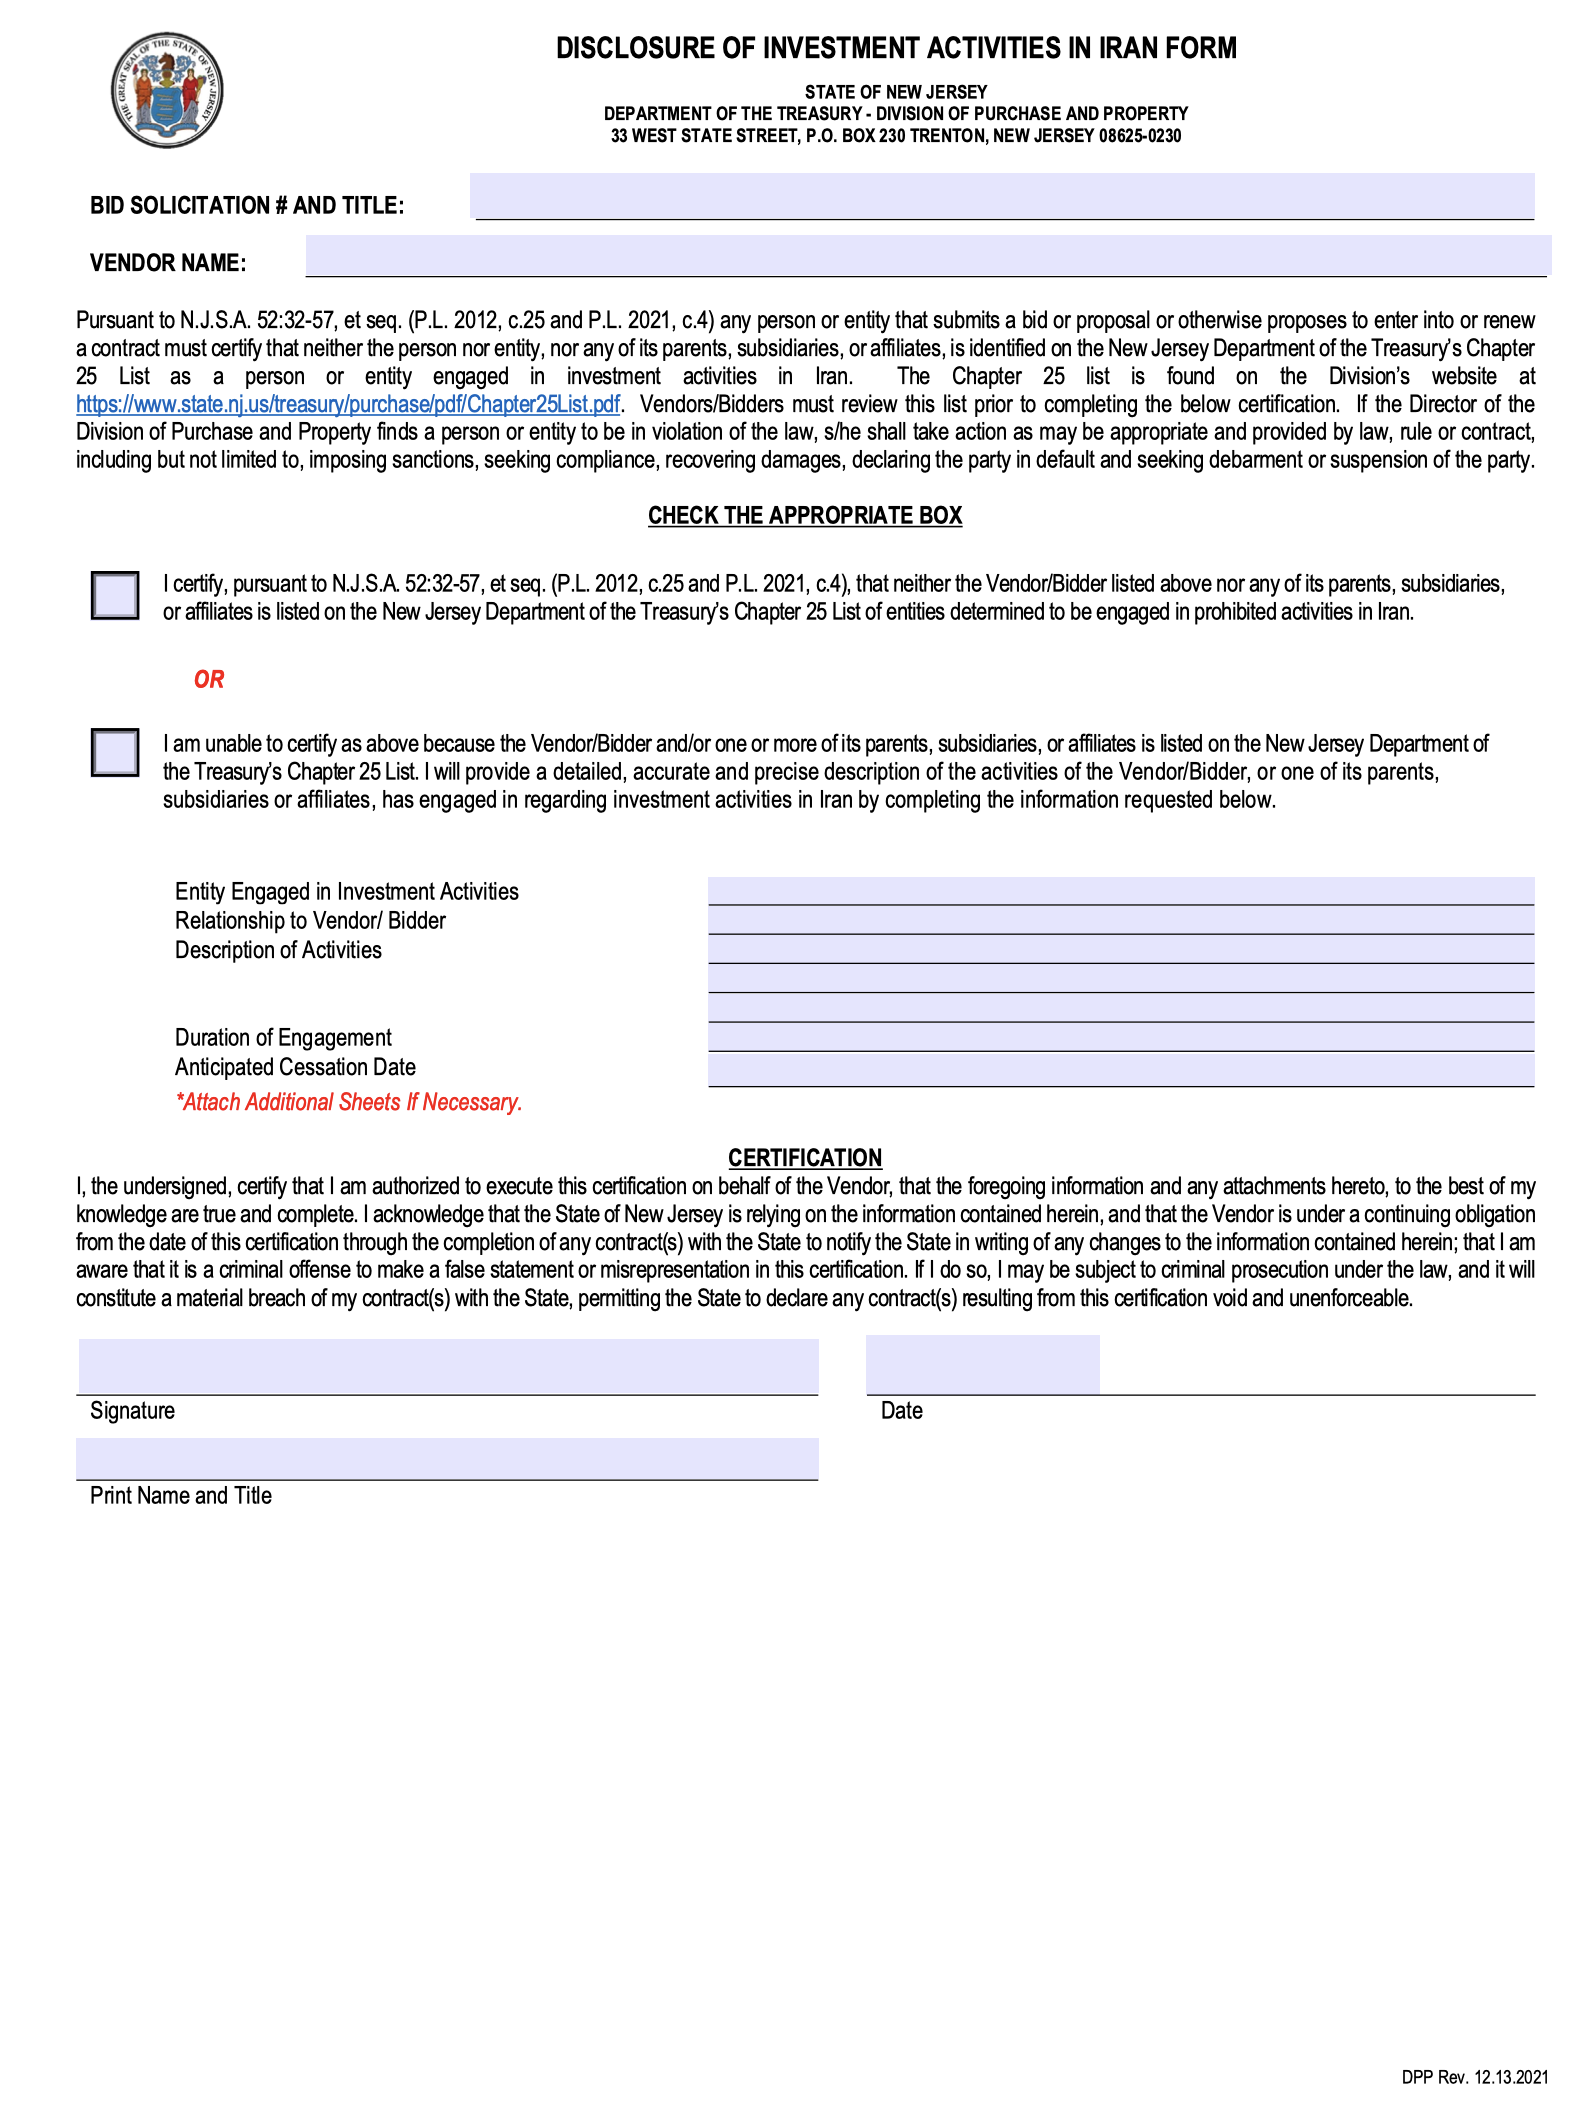 THE GREAT SEAL OF THE STATE OF NEW JERSEY
DISCLOSURE OF INVESTMENT ACTIVITIES IN IRAN FORM
STATE OF NEW JERSEY
DEPARTMENT OF THE TREASURY - DIVISION OF PURCHASE AND PROPERTY
33 WEST STATE STREET, P.O. BOX 230 TRENTON, NEW JERSEY 08625-0230
BID SOLICITATION # AND TITLE:
VENDOR NAME:
Pursuant to N.J.S.A. 52:32-57, et seq. (P.L. 2012, c.25 and P.L. 2021, c.4) any person or entity that submits a bid or proposal or otherwise proposes to enter into or renew
a contract must certify that neither the person nor entity, nor any of its parents, subsidiaries, or affiliates, is identified on the New Jersey Department of the Treasury’s Chapter
25 List as a person or entity engaged in investment activities in Iran. The Chapter 25 list is found on the Division’s website at
https://www.state.nj.us/treasury/purchase/pdf/Chapter25List.pdf. Vendors/Bidders must review this list prior to completing the below certification. If the Director of the
Division of Purchase and Property finds a person or entity to be in violation of the law, s/he shall take action as may be appropriate and provided by law, rule or contract,
including but not limited to, imposing sanctions, seeking compliance, recovering damages, declaring the party in default and seeking debarment or suspension of the party.
CHECK THE APPROPRIATE BOX
I certify, pursuant to N.J.S.A. 52:32-57, et seq. (P.L. 2012, c.25 and P.L. 2021, c.4), that neither the Vendor/Bidder listed above nor any of its parents, subsidiaries,
or affiliates is listed on the New Jersey Department of the Treasury’s Chapter 25 List of entities determined to be engaged in prohibited activities in Iran.
OR
I am unable to certify as above because the Vendor/Bidder and/or one or more of its parents, subsidiaries, or affiliates is listed on the New Jersey Department of
the Treasury’s Chapter 25 List. I will provide a detailed, accurate and precise description of the activities of the Vendor/Bidder, or one of its parents,
subsidiaries or affiliates, has engaged in regarding investment activities in Iran by completing the information requested below.
Entity Engaged in Investment Activities
Relationship to Vendor/ Bidder
Description of Activities
Duration of Engagement
Anticipated Cessation Date
*Attach Additional Sheets If Necessary.
CERTIFICATION
I, the undersigned, certify that I am authorized to execute this certification on behalf of the Vendor, that the foregoing information and any attachments hereto, to the best of my
knowledge are true and complete. I acknowledge that the State of New Jersey is relying on the information contained herein, and that the Vendor is under a continuing obligation
from the date of this certification through the completion of any contract(s) with the State to notify the State in writing of any changes to the information contained herein; that I am
aware that it is a criminal offense to make a false statement or misrepresentation in this certification. If I do so, I may be subject to criminal prosecution under the law, and it will
constitute a material breach of my contract(s) with the State, permitting the State to declare any contract(s) resulting from this certification void and unenforceable.
Signature
Date
Print Name and Title
DPP Rev. 12.13.2021